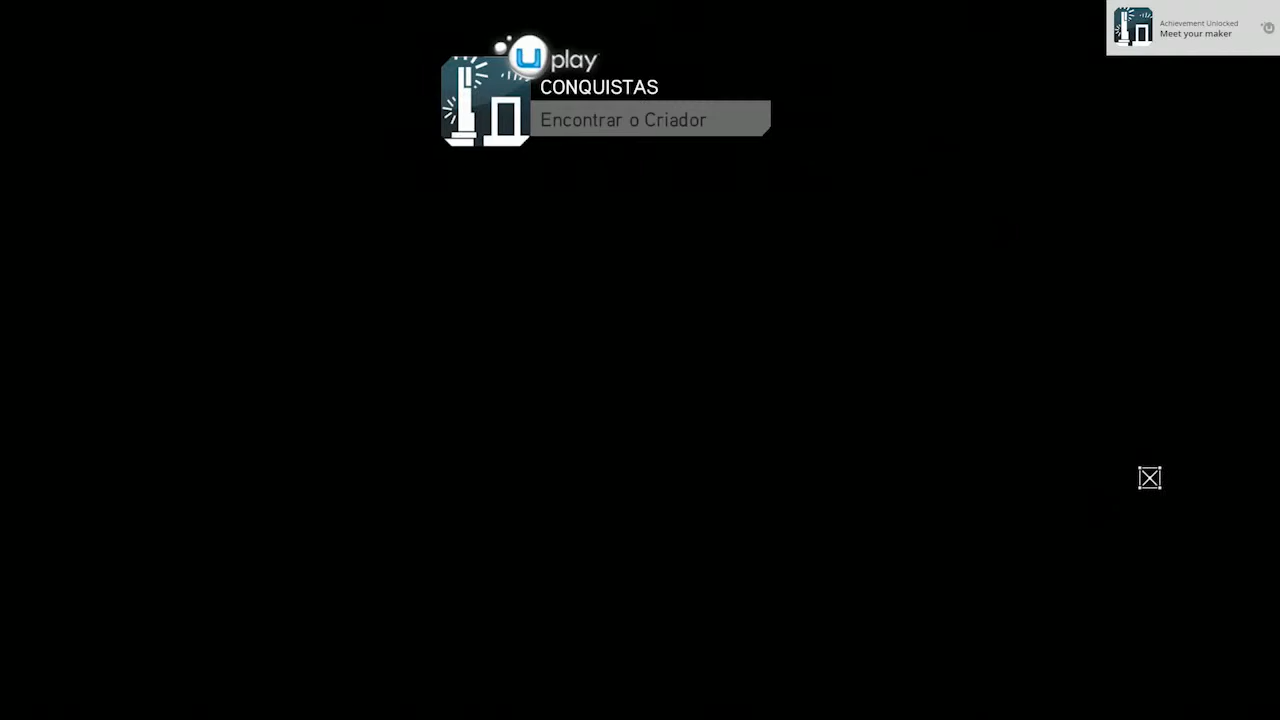 Uplay
CONQUISTAS
Encontrar o Criador
Achievement Unlocked
Meet your maker